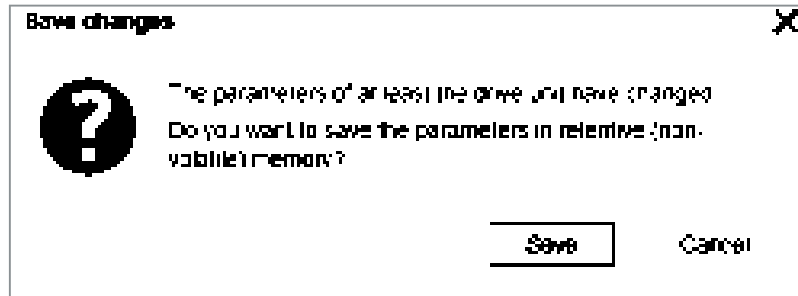 Save changes
The parameters of at least the drive unit have changed
Do you want to save the parameters in retentive (non-
volatile) memory?
Save
Cancel